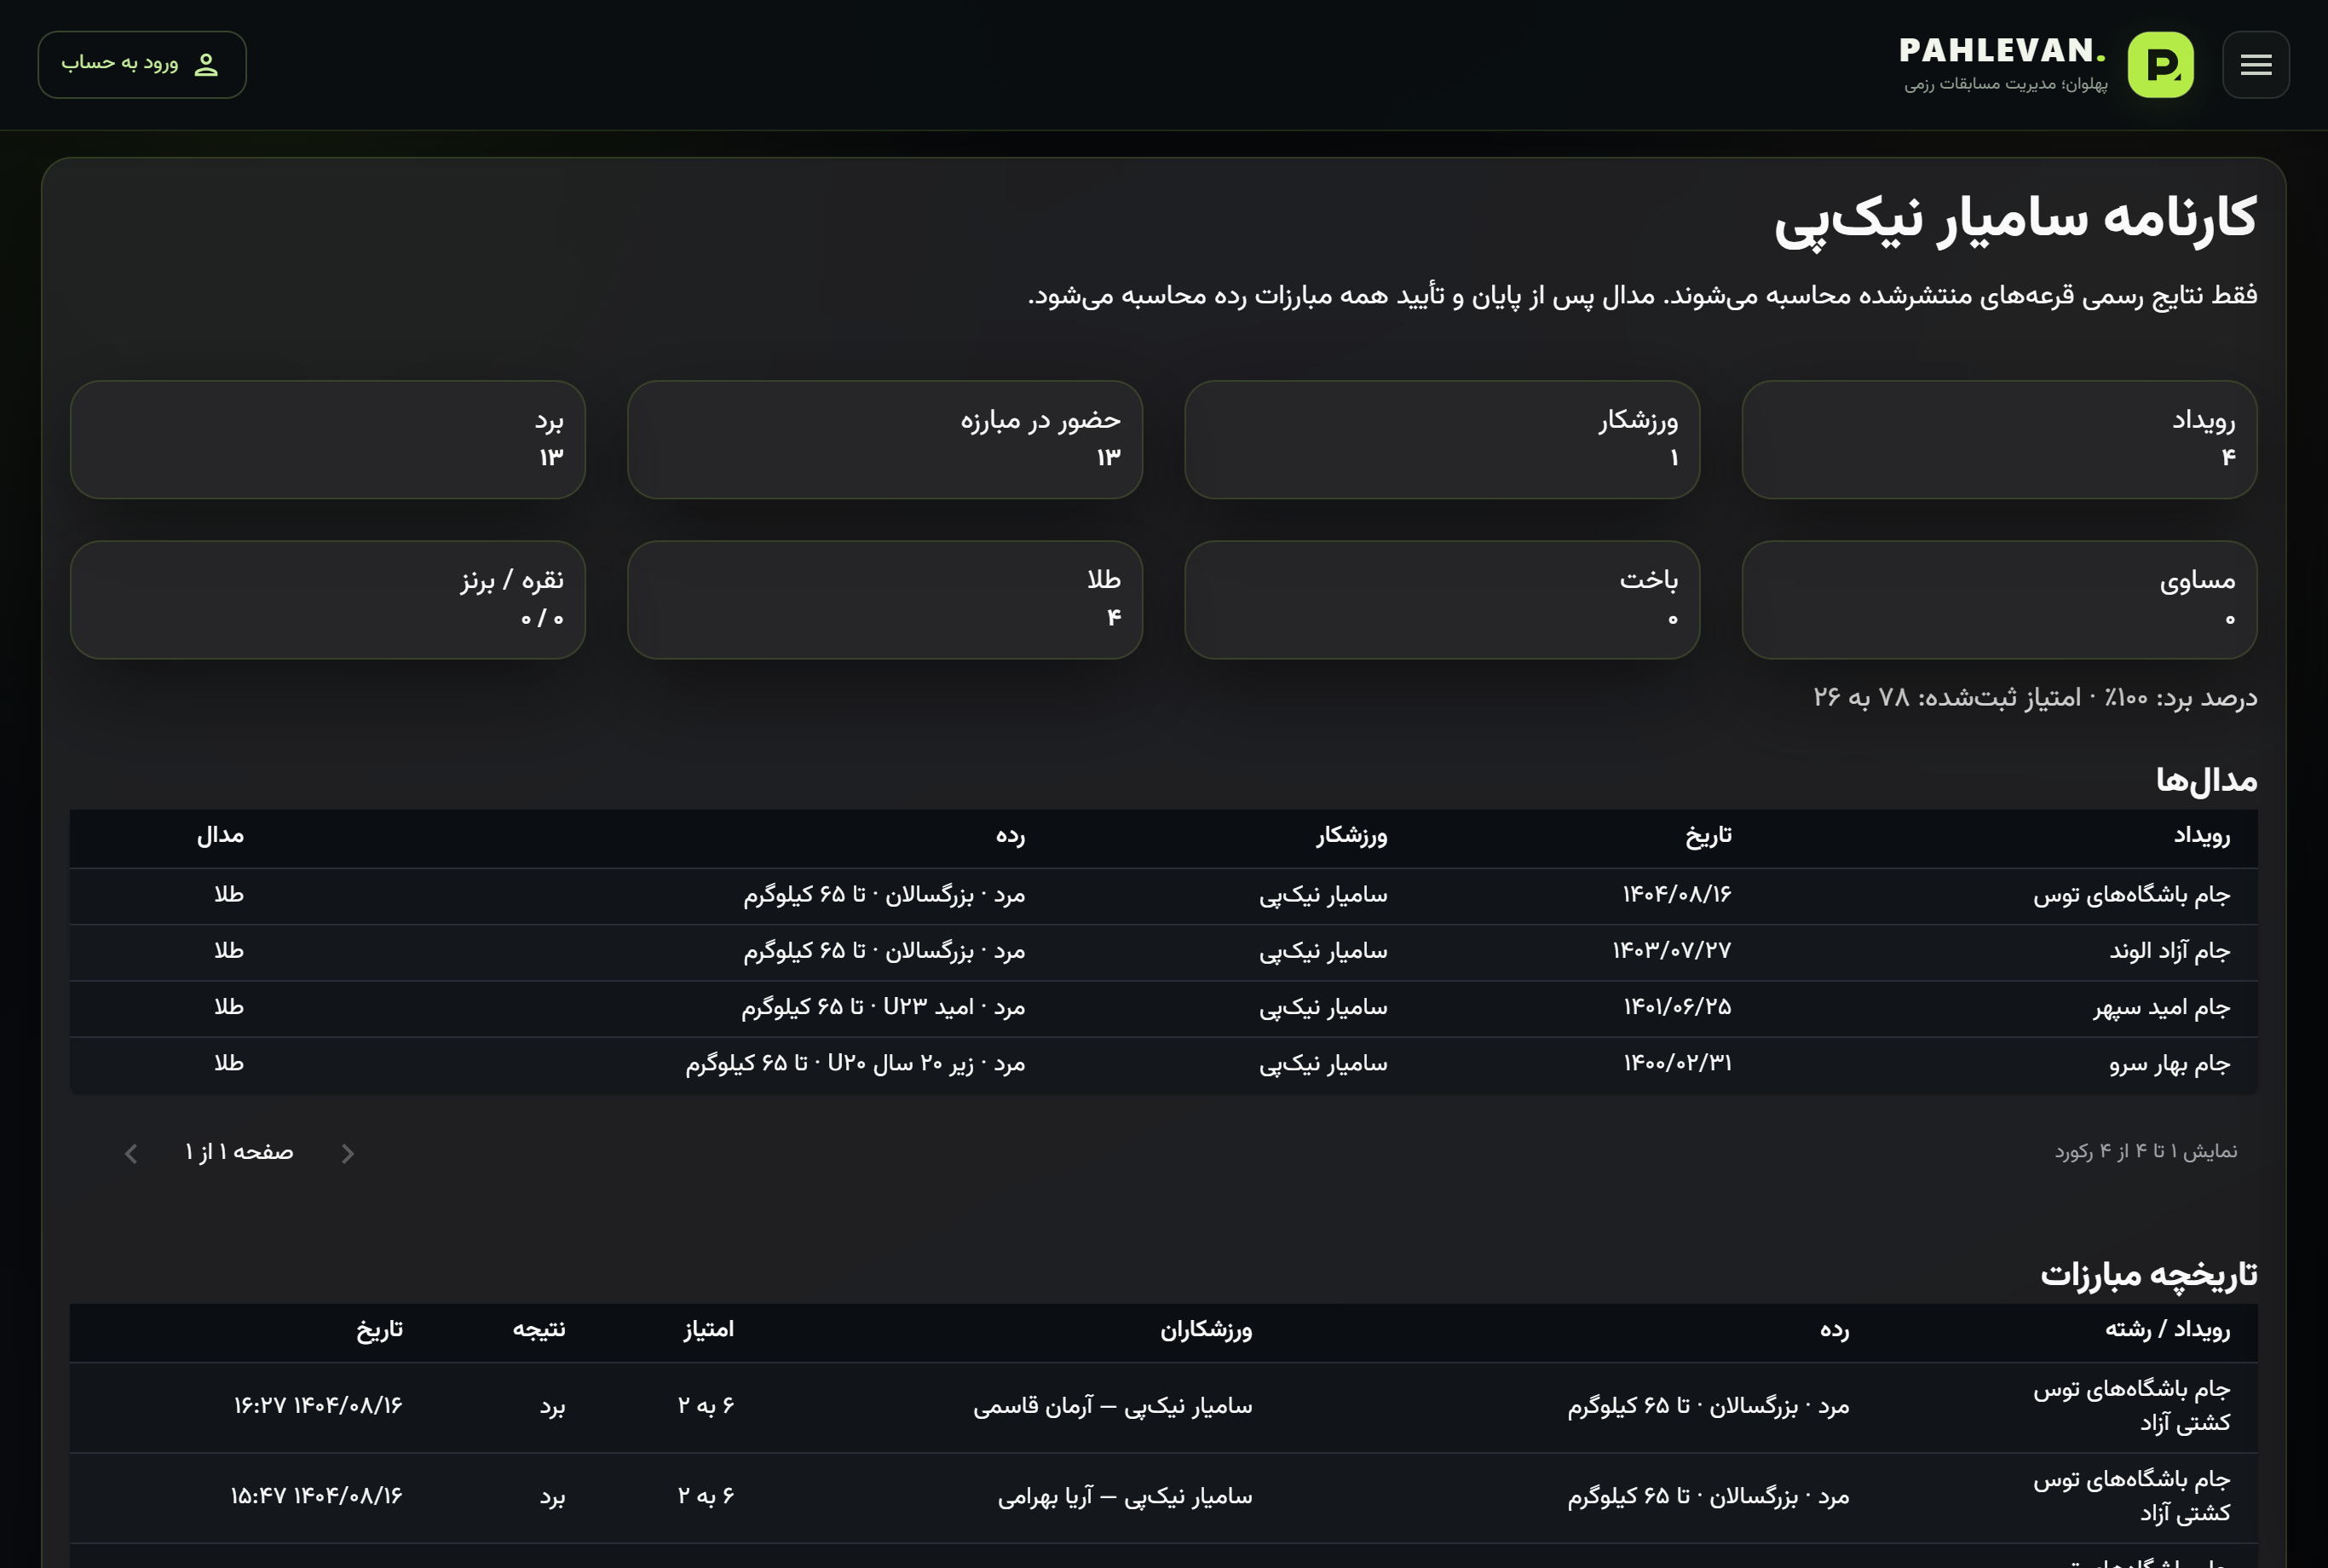 PAHLEVAN.
پهلوان؛ مدیریت مسابقات رزمی
ورود به حساب
کارنامه سامیار نیک‌پی
فقط نتایج رسمی قرعه‌های منتشرشده محاسبه می‌شوند. مدال پس از پایان و تأیید همه مبارزات رده محاسبه می‌شود.
رویداد
۴
ورزشکار
۱
حضور در مبارزه
۱۳
برد
۱۳
مساوی
۰
باخت
۰
طلا
۴
نقره / برنز
۰ / ۰
درصد برد: ۱۰۰٪ · امتیاز ثبت‌شده: ۷۸ به ۲۶
مدال‌ها
رویداد تاریخ ورزشکار رده مدال
جام باشگاه‌های توس ۱۴۰۴/۰۸/۱۶ سامیار نیک‌پی مرد · بزرگسالان · تا ۶۵ کیلوگرم طلا
جام آزاد الوند ۱۴۰۳/۰۷/۲۷ سامیار نیک‌پی مرد · بزرگسالان · تا ۶۵ کیلوگرم طلا
جام امید سپهر ۱۴۰۱/۰۶/۲۵ سامیار نیک‌پی مرد · امید U۲۳ · تا ۶۵ کیلوگرم طلا
جام بهار سرو ۱۴۰۰/۰۲/۳۱ سامیار نیک‌پی مرد · زیر ۲۰ سال U۲۰ · تا ۶۵ کیلوگرم طلا
نمایش ۱ تا ۴ از ۴ رکورد
صفحه ۱ از ۱
تاریخچه مبارزات
رویداد / رشته رده ورزشکاران امتیاز نتیجه تاریخ
جام باشگاه‌های توس
کشتی آزاد
مرد · بزرگسالان · تا ۶۵ کیلوگرم سامیار نیک‌پی — آرمان قاسمی ۶ به ۲ برد ۱۴۰۴/۰۸/۱۶ ۱۶:۲۷
جام باشگاه‌های توس
کشتی آزاد
مرد · بزرگسالان · تا ۶۵ کیلوگرم سامیار نیک‌پی — آریا بهرامی ۶ به ۲ برد ۱۴۰۴/۰۸/۱۶ ۱۵:۴۷